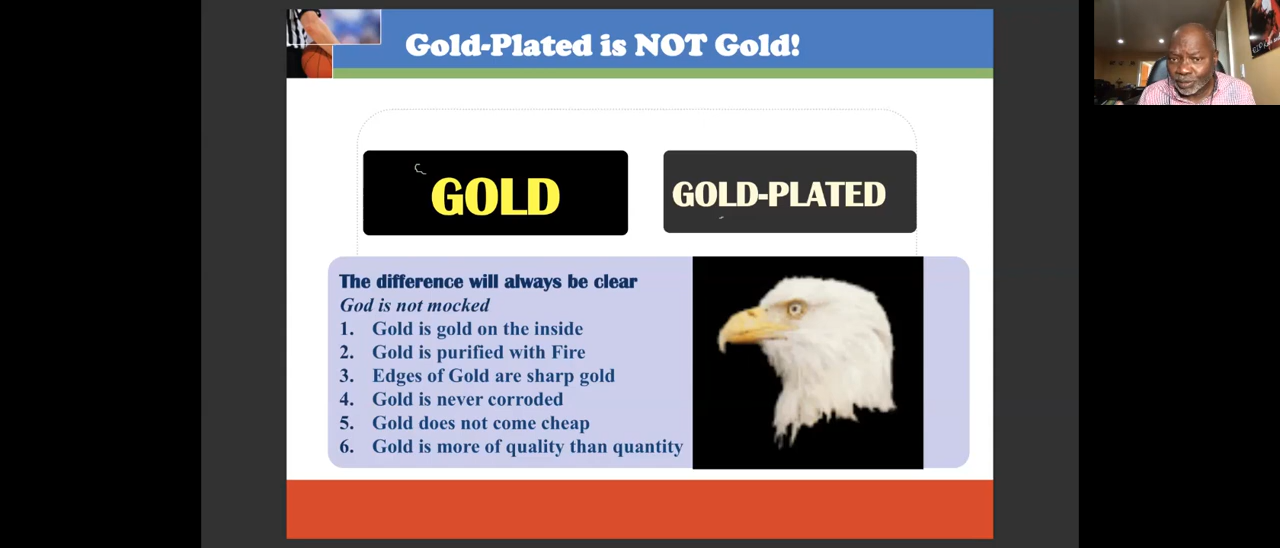 Gold-Plated is NOT Gold!
GOLD
GOLD-PLATED
The difference will always be clear
God is not mocked
1. Gold is gold on the inside
2. Gold is purified with Fire
3. Edges of Gold are sharp gold
4. Gold is never corroded
5. Gold does not come cheap
6. Gold is more of quality than quantity